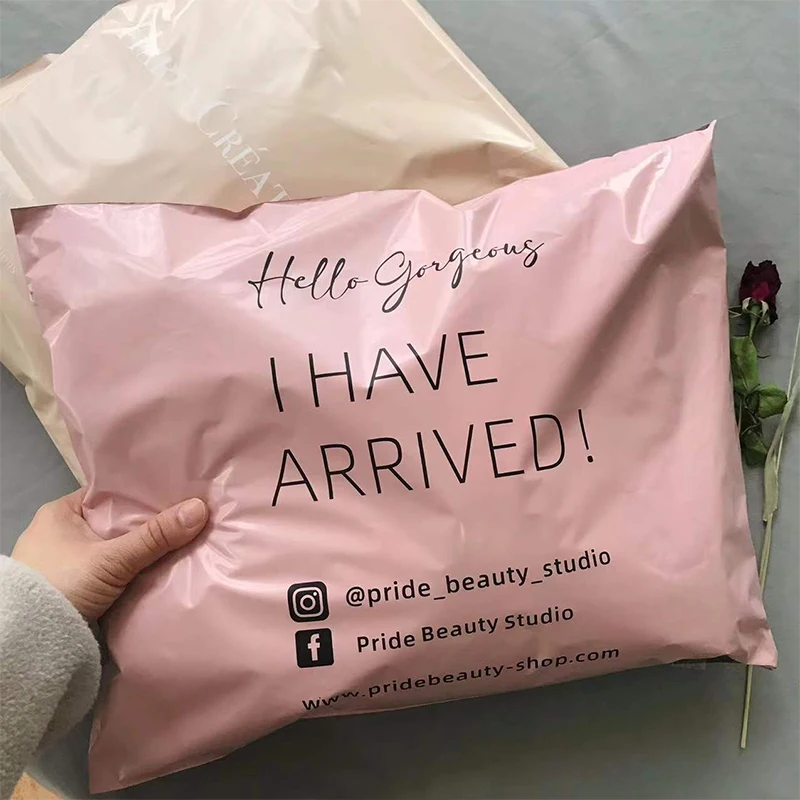 Hello Gorgeous
I HAVE
ARRIVED!
@pride_beauty_studio
Pride Beauty Studio
www.pridebeauty-shop.com